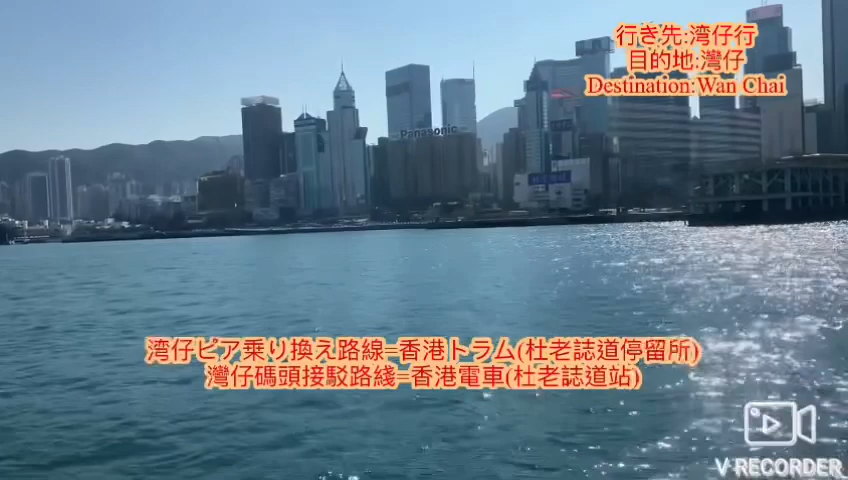 行き先:湾仔行
目的地:灣仔
Destination:Wan Chai
Panasonic
湾仔ピア乗り換え路線=香港トラム(杜老誌道停留所)
灣仔碼頭接駁路綫=香港電車(杜老誌道站)
V RECORDER